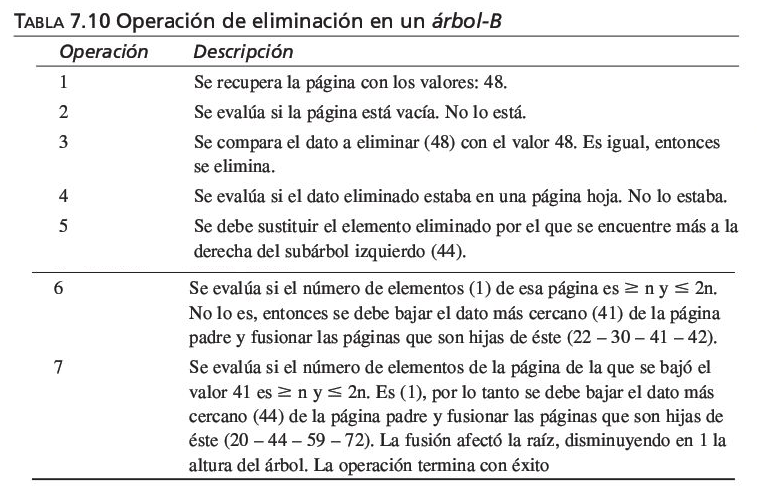 TABLA 7.10 Operación de eliminación en un árbol-B
Operación Descripción
1 Se recupera la página con los valores: 48.
2 Se evalúa si la página está vacía. No lo está.
3 Se compara el dato a eliminar (48) con el valor 48. Es igual, entonces
se elimina.
4 Se evalúa si el dato eliminado estaba en una página hoja. No lo estaba.
5 Se debe sustituir el elemento eliminado por el que se encuentre más a la
derecha del subárbol izquierdo (44).
6 Se evalúa si el número de elementos (1) de esa página es ≥ n y ≤ 2n.
No lo es, entonces se debe bajar el dato más cercano (41) de la página
padre y fusionar las páginas que son hijas de éste (22 – 30 – 41 – 42).
7 Se evalúa si el número de elementos de la página de la que se bajó el
valor 41 es ≥ n y ≤ 2n. Es (1), por lo tanto se debe bajar el dato más
cercano (44) de la página padre y fusionar las páginas que son hijas de
éste (20 – 44 – 59 – 72). La fusión afectó la raíz, disminuyendo en 1 la
altura del árbol. La operación termina con éxito